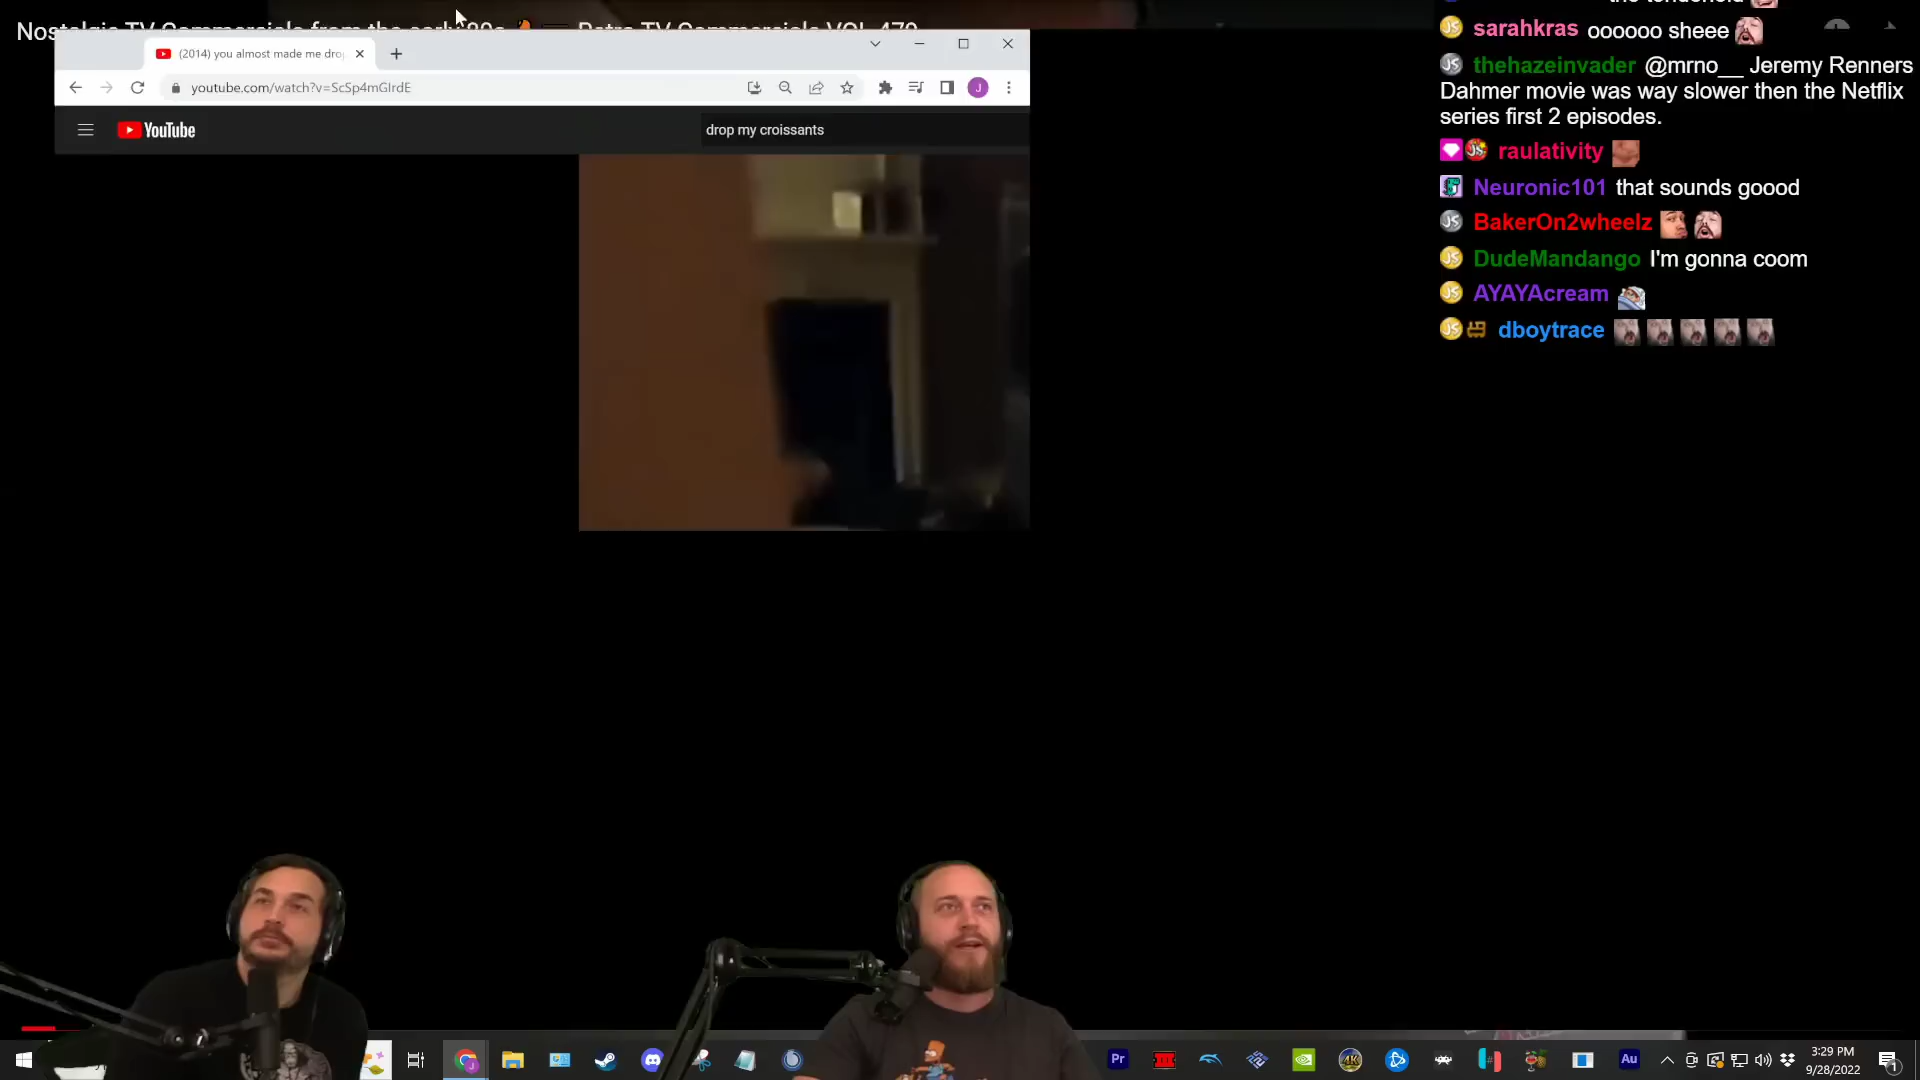 (2014) you almost made me dro
youtube.com/watch?v=ScSp4mGIrdE
J
YouTube
drop my croissants
sarahkras oooooo sheee
thehazeinvader @mrno__ Jeremy Renners
Dahmer movie was way slower then the Netflix
series first 2 episodes.
raulativity
Neuronic101 that sounds goood
BakerOn2wheelz
DudeMandango I'm gonna coom
AYAYAcream
dboytrace
Pr
4K
Au
3:29 PM
9/28/2022
1